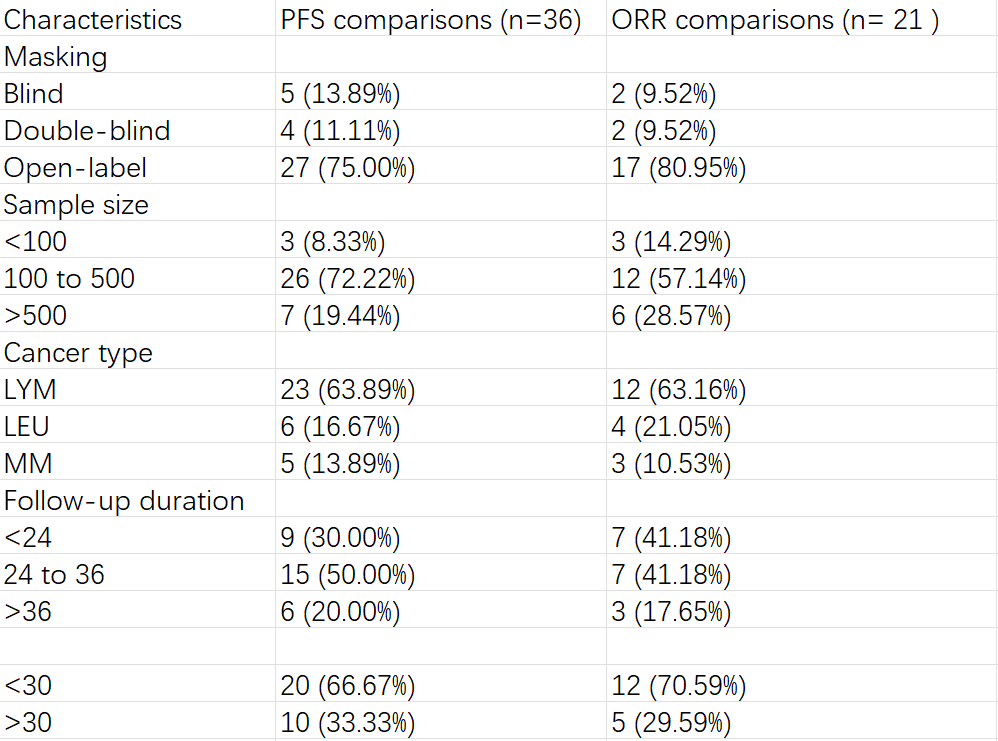 Characteristics PFS comparisons (n=36) ORR comparisons (n= 21 )
Masking
Blind 5 (13.89%) 2 (9.52%)
Double-blind 4 (11.11%) 2 (9.52%)
Open-label 27 (75.00%) 17 (80.95%)
Sample size
<100 3 (8.33%) 3 (14.29%)
100 to 500 26 (72.22%) 12 (57.14%)
>500 7 (19.44%) 6 (28.57%)
Cancer type
LYM 23 (63.89%) 12 (63.16%)
LEU 6 (16.67%) 4 (21.05%)
MM 5 (13.89%) 3 (10.53%)
Follow-up duration
<24 9 (30.00%) 7 (41.18%)
24 to 36 15 (50.00%) 7 (41.18%)
>36 6 (20.00%) 3 (17.65%)
<30 20 (66.67%) 12 (70.59%)
>30 10 (33.33%) 5 (29.59%)